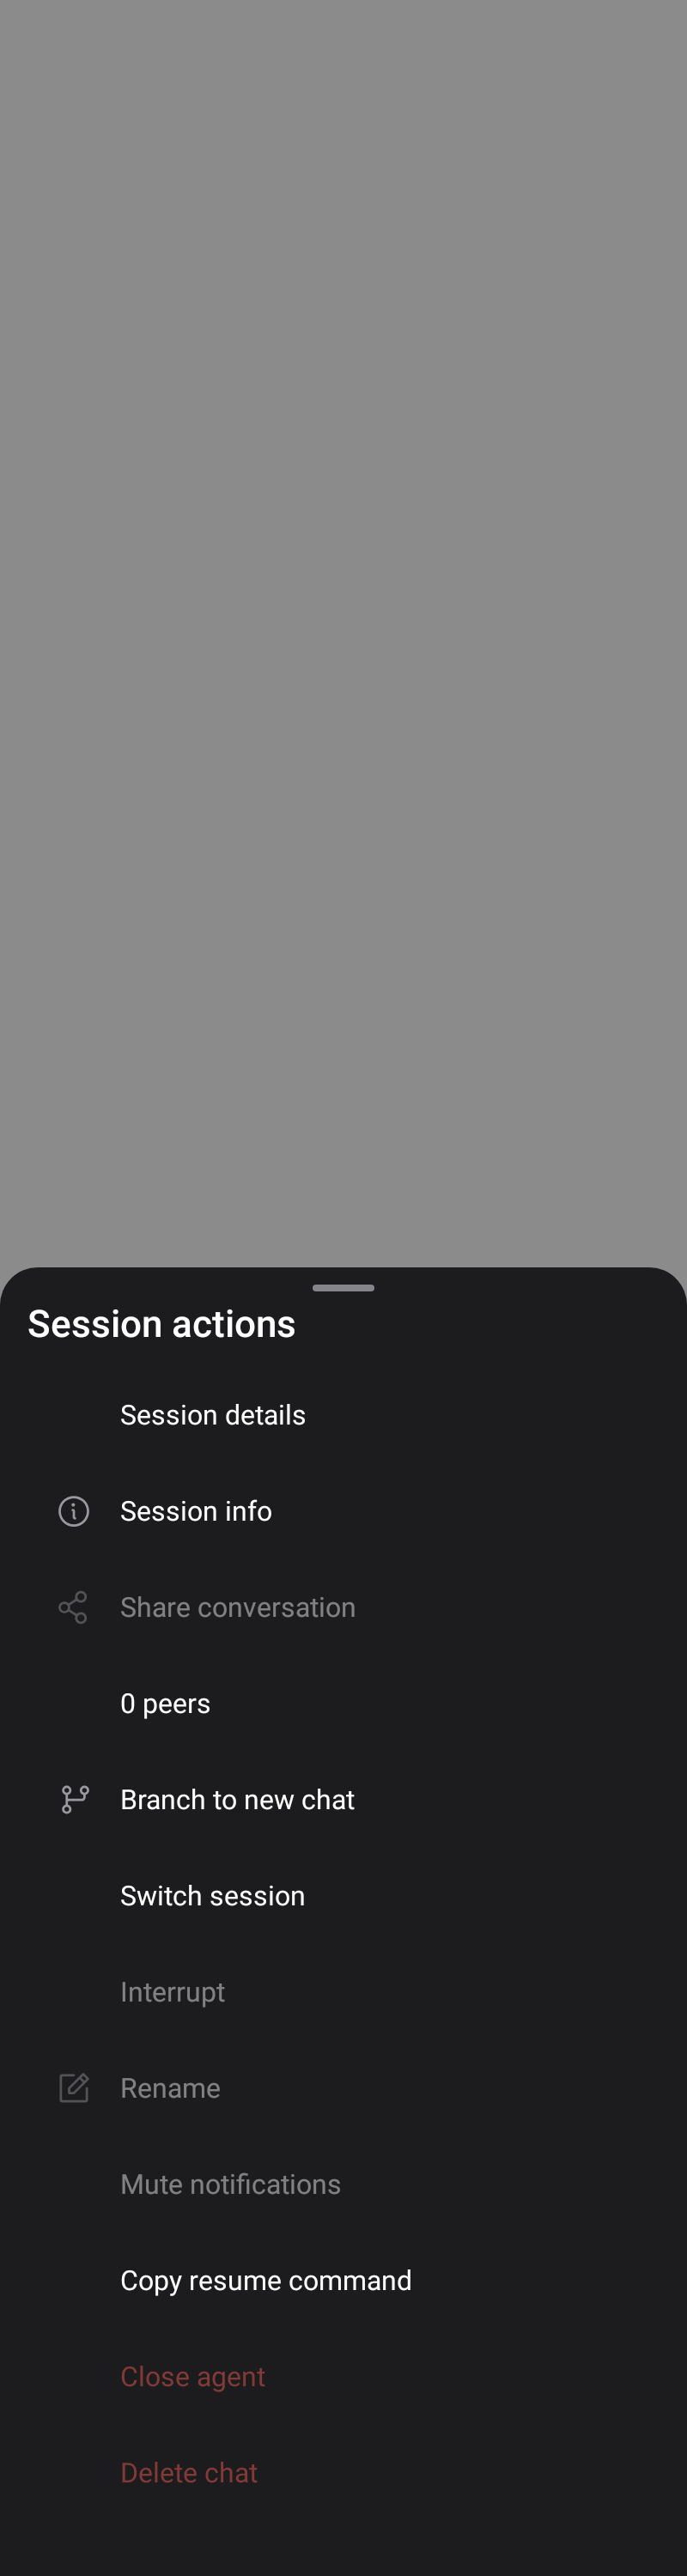 Session actions
Session details
Session info
Share conversation
0 peers
Branch to new chat
Switch session
Interrupt
Rename
Mute notifications
Copy resume command
Close agent
Delete chat